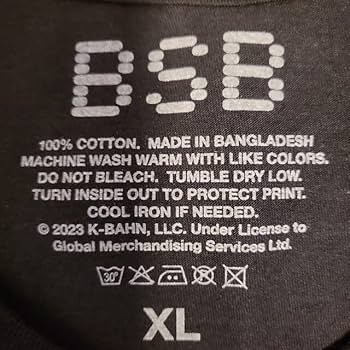 BSB
100% COTTON. MADE IN BANGLADESH
MACHINE WASH WARM WITH LIKE COLORS.
DO NOT BLEACH. TUMBLE DRY LOW.
TURN INSIDE OUT TO PROTECT PRINT.
COOL IRON IF NEEDED.
© 2023 K-BAHN, LLC. Under License to
Global Merchandising Services Ltd.
30°
XL